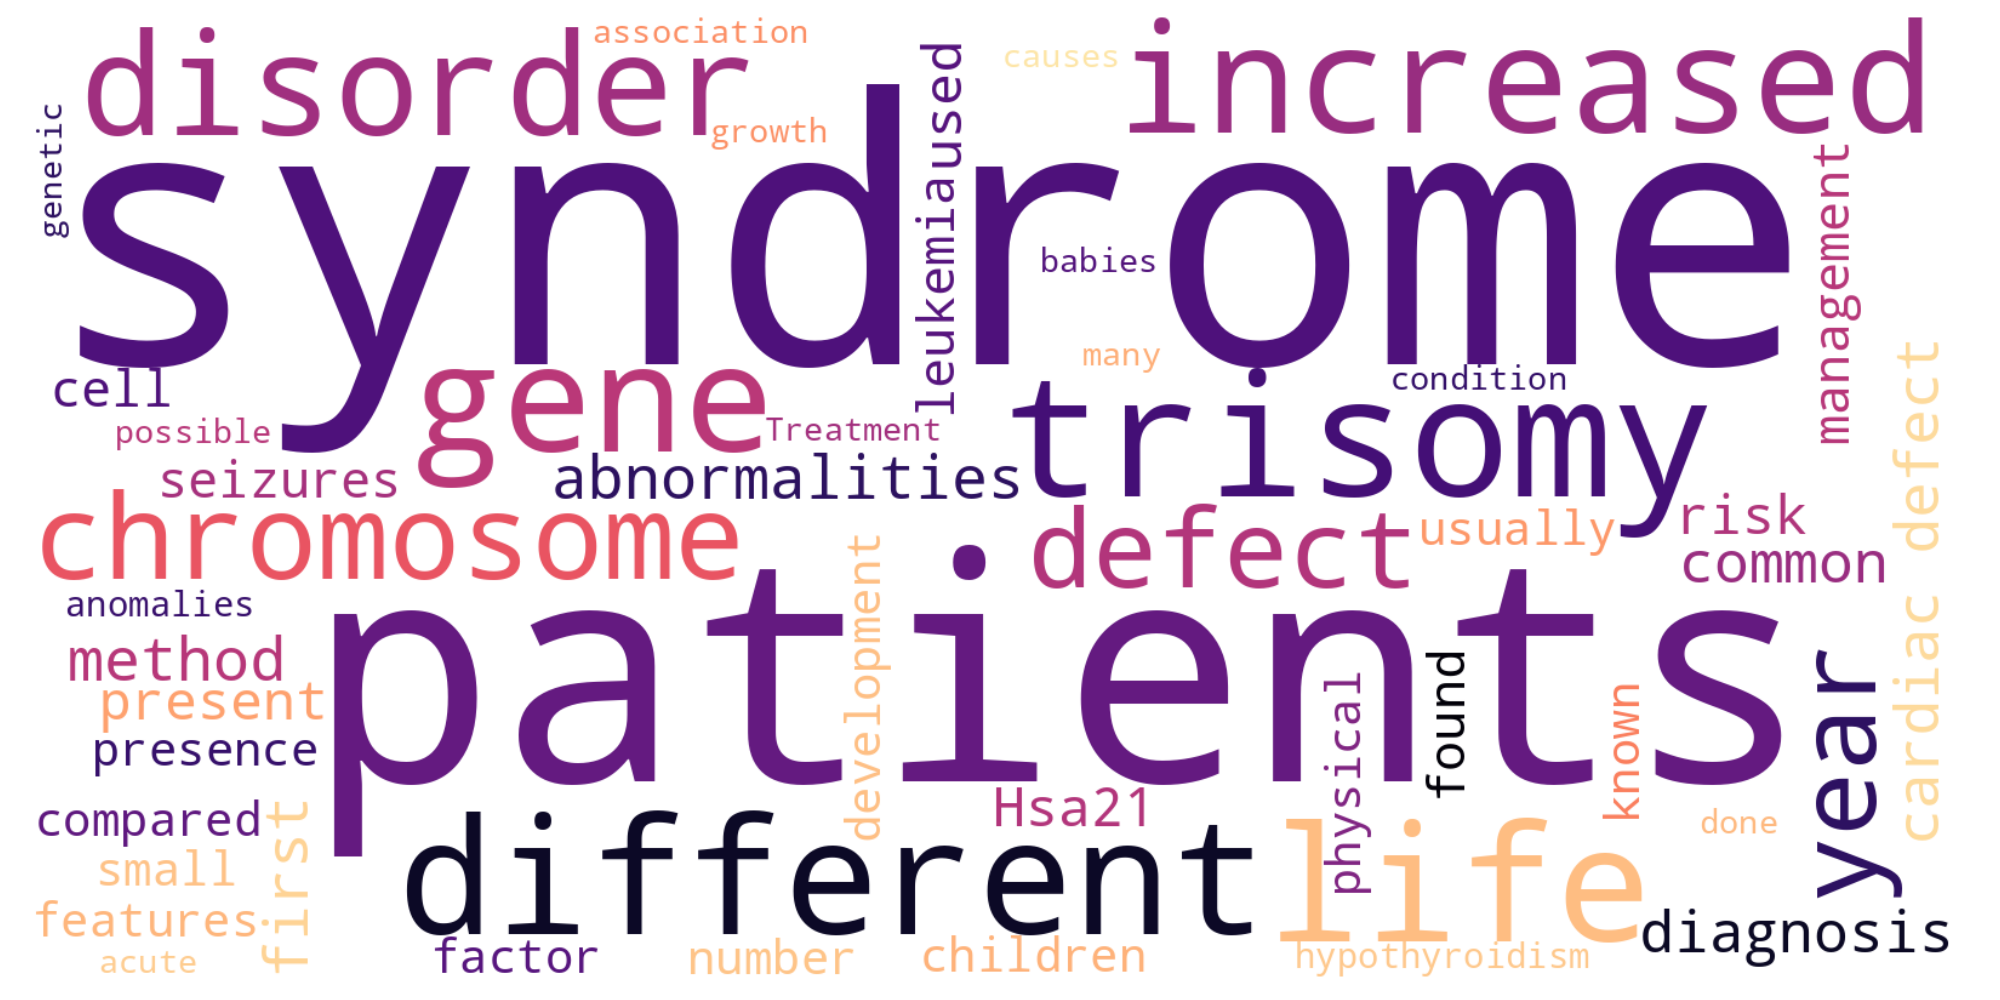 association
increased
disorder
causes
growth
genetic
syndrome
leukemia
used
babies
management
many
condition
cell
gene
trisomy
possible
Treatment
seizures
abnormalities
chromosome
defect
usually
risk
common
cardiac defect
anomalies
patients
development
method
present
presence
physical
found
known
year
compared
Hsa21
done
different
life
first
small
features
diagnosis
acute
factor
number
children
hypothyroidism